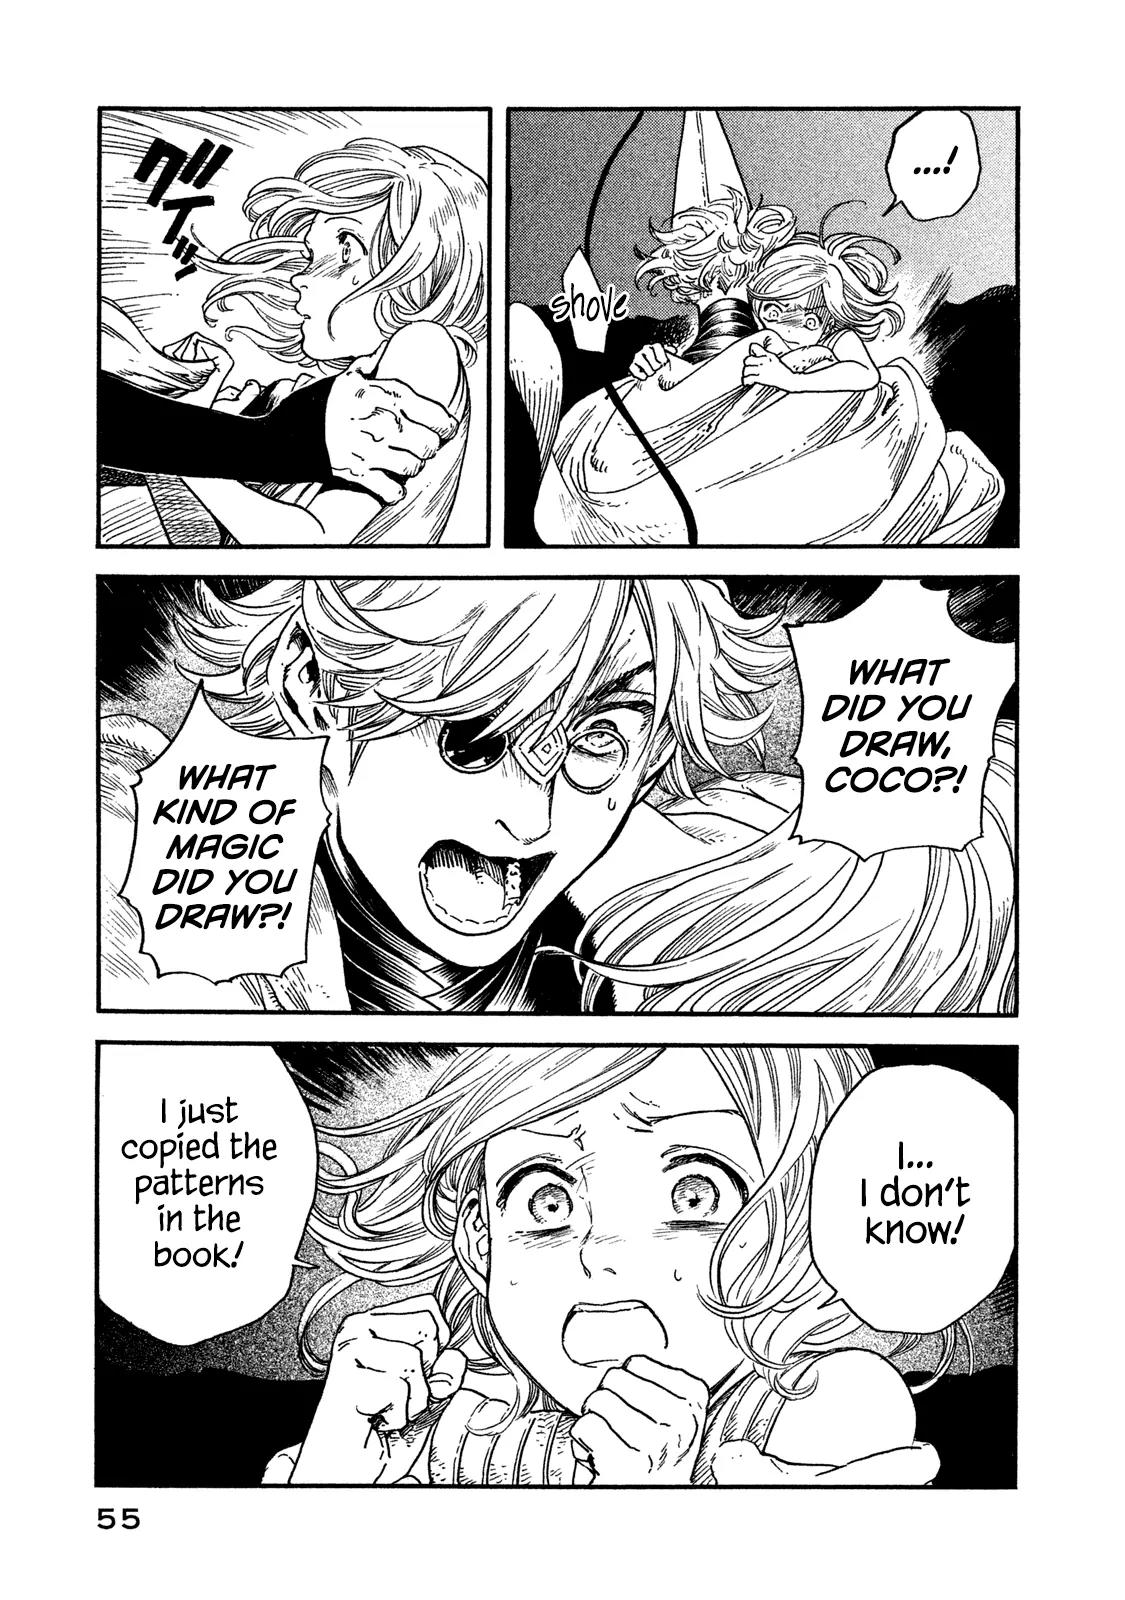 ....!
shove
グイッ
WHAT
DID YOU
DRAW,
COCO?!
WHAT
KIND OF
MAGIC
DID YOU
DRAW?!
I...
I don't
know!
I just
copied the
patterns
in the
book!
55